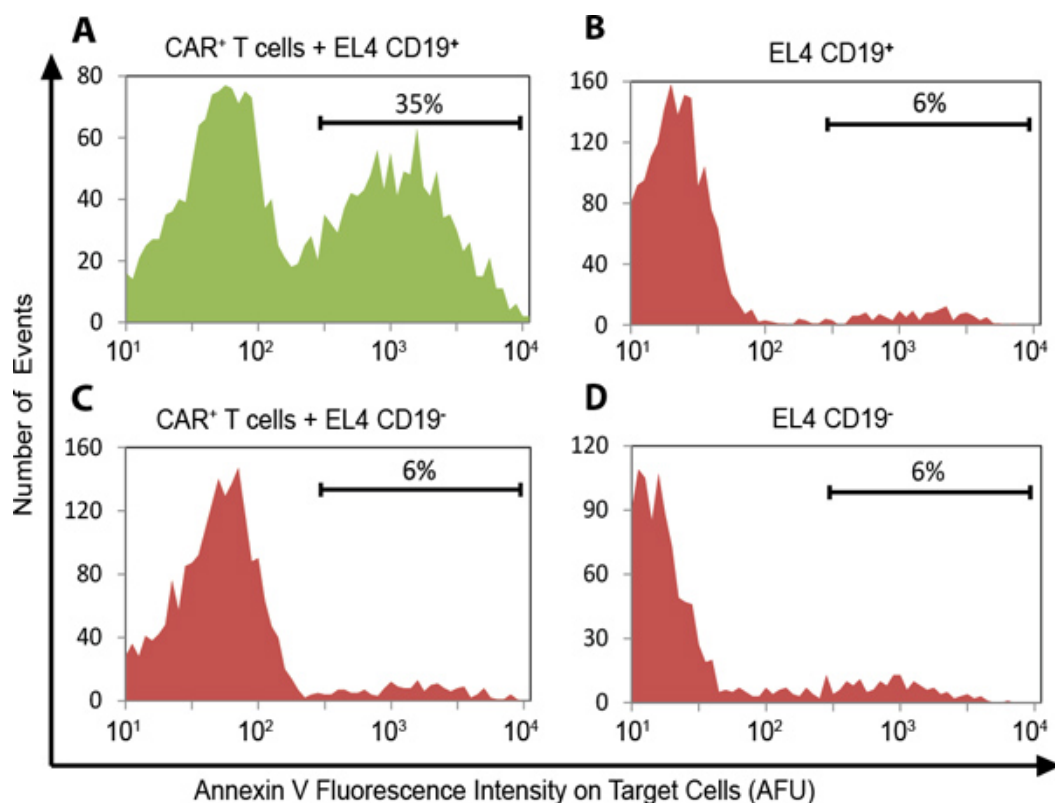 A
CAR⁺ T cells + EL4 CD19⁺
80
60
40
20
0
35%
10¹ 10² 10³ 10⁴
B
EL4 CD19⁺
160
120
80
40
0
6%
10¹ 10² 10³ 10⁴
Number of Events
C
CAR⁺ T cells + EL4 CD19⁻
160
120
80
40
0
6%
10¹ 10² 10³ 10⁴
D
EL4 CD19⁻
120
90
60
30
0
6%
10¹ 10² 10³ 10⁴
Annexin V Fluorescence Intensity on Target Cells (AFU)